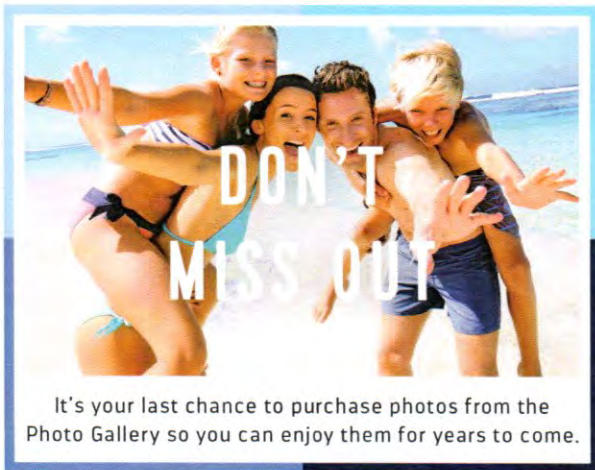 DON'T
MISS OUT
It's your last chance to purchase photos from the
Photo Gallery so you can enjoy them for years to come.